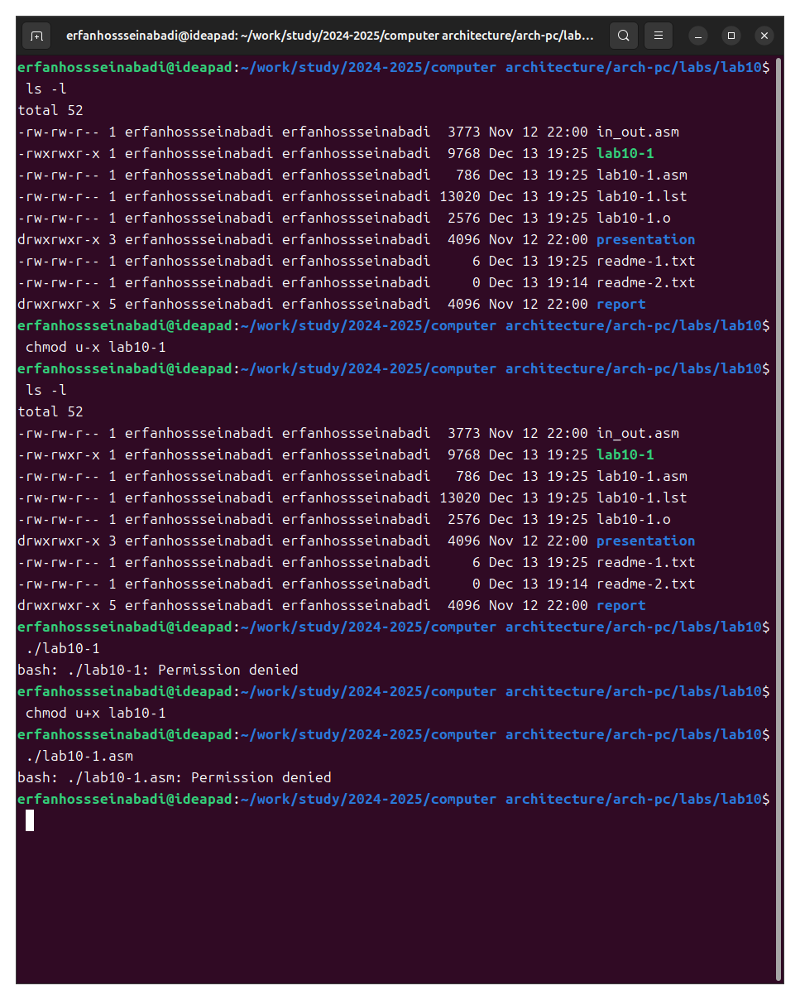 erfanhossseinabadi@ideapad: ~/work/study/2024-2025/computer architecture/arch-pc/lab...
erfanhossseinabadi@ideapad:~/work/study/2024-2025/computer architecture/arch-pc/labs/lab10$
 ls -l
total 52
-rw-rw-r-- 1 erfanhossseinabadi erfanhossseinabadi  3773 Nov 12 22:00 in_out.asm
-rwxrwxr-x 1 erfanhossseinabadi erfanhossseinabadi  9768 Dec 13 19:25 lab10-1
-rw-rw-r-- 1 erfanhossseinabadi erfanhossseinabadi   786 Dec 13 19:25 lab10-1.asm
-rw-rw-r-- 1 erfanhossseinabadi erfanhossseinabadi 13020 Dec 13 19:25 lab10-1.lst
-rw-rw-r-- 1 erfanhossseinabadi erfanhossseinabadi  2576 Dec 13 19:25 lab10-1.o
drwxrwxr-x 3 erfanhossseinabadi erfanhossseinabadi  4096 Nov 12 22:00 presentation
-rw-rw-r-- 1 erfanhossseinabadi erfanhossseinabadi     6 Dec 13 19:25 readme-1.txt
-rw-rw-r-- 1 erfanhossseinabadi erfanhossseinabadi     0 Dec 13 19:14 readme-2.txt
drwxrwxr-x 5 erfanhossseinabadi erfanhossseinabadi  4096 Nov 12 22:00 report
erfanhossseinabadi@ideapad:~/work/study/2024-2025/computer architecture/arch-pc/labs/lab10$
 chmod u-x lab10-1
erfanhossseinabadi@ideapad:~/work/study/2024-2025/computer architecture/arch-pc/labs/lab10$
 ls -l
total 52
-rw-rw-r-- 1 erfanhossseinabadi erfanhossseinabadi  3773 Nov 12 22:00 in_out.asm
-rw-rwxr-x 1 erfanhossseinabadi erfanhossseinabadi  9768 Dec 13 19:25 lab10-1
-rw-rw-r-- 1 erfanhossseinabadi erfanhossseinabadi   786 Dec 13 19:25 lab10-1.asm
-rw-rw-r-- 1 erfanhossseinabadi erfanhossseinabadi 13020 Dec 13 19:25 lab10-1.lst
-rw-rw-r-- 1 erfanhossseinabadi erfanhossseinabadi  2576 Dec 13 19:25 lab10-1.o
drwxrwxr-x 3 erfanhossseinabadi erfanhossseinabadi  4096 Nov 12 22:00 presentation
-rw-rw-r-- 1 erfanhossseinabadi erfanhossseinabadi     6 Dec 13 19:25 readme-1.txt
-rw-rw-r-- 1 erfanhossseinabadi erfanhossseinabadi     0 Dec 13 19:14 readme-2.txt
drwxrwxr-x 5 erfanhossseinabadi erfanhossseinabadi  4096 Nov 12 22:00 report
erfanhossseinabadi@ideapad:~/work/study/2024-2025/computer architecture/arch-pc/labs/lab10$
 ./lab10-1
bash: ./lab10-1: Permission denied
erfanhossseinabadi@ideapad:~/work/study/2024-2025/computer architecture/arch-pc/labs/lab10$
 chmod u+x lab10-1
erfanhossseinabadi@ideapad:~/work/study/2024-2025/computer architecture/arch-pc/labs/lab10$
 ./lab10-1.asm
bash: ./lab10-1.asm: Permission denied
erfanhossseinabadi@ideapad:~/work/study/2024-2025/computer architecture/arch-pc/labs/lab10$